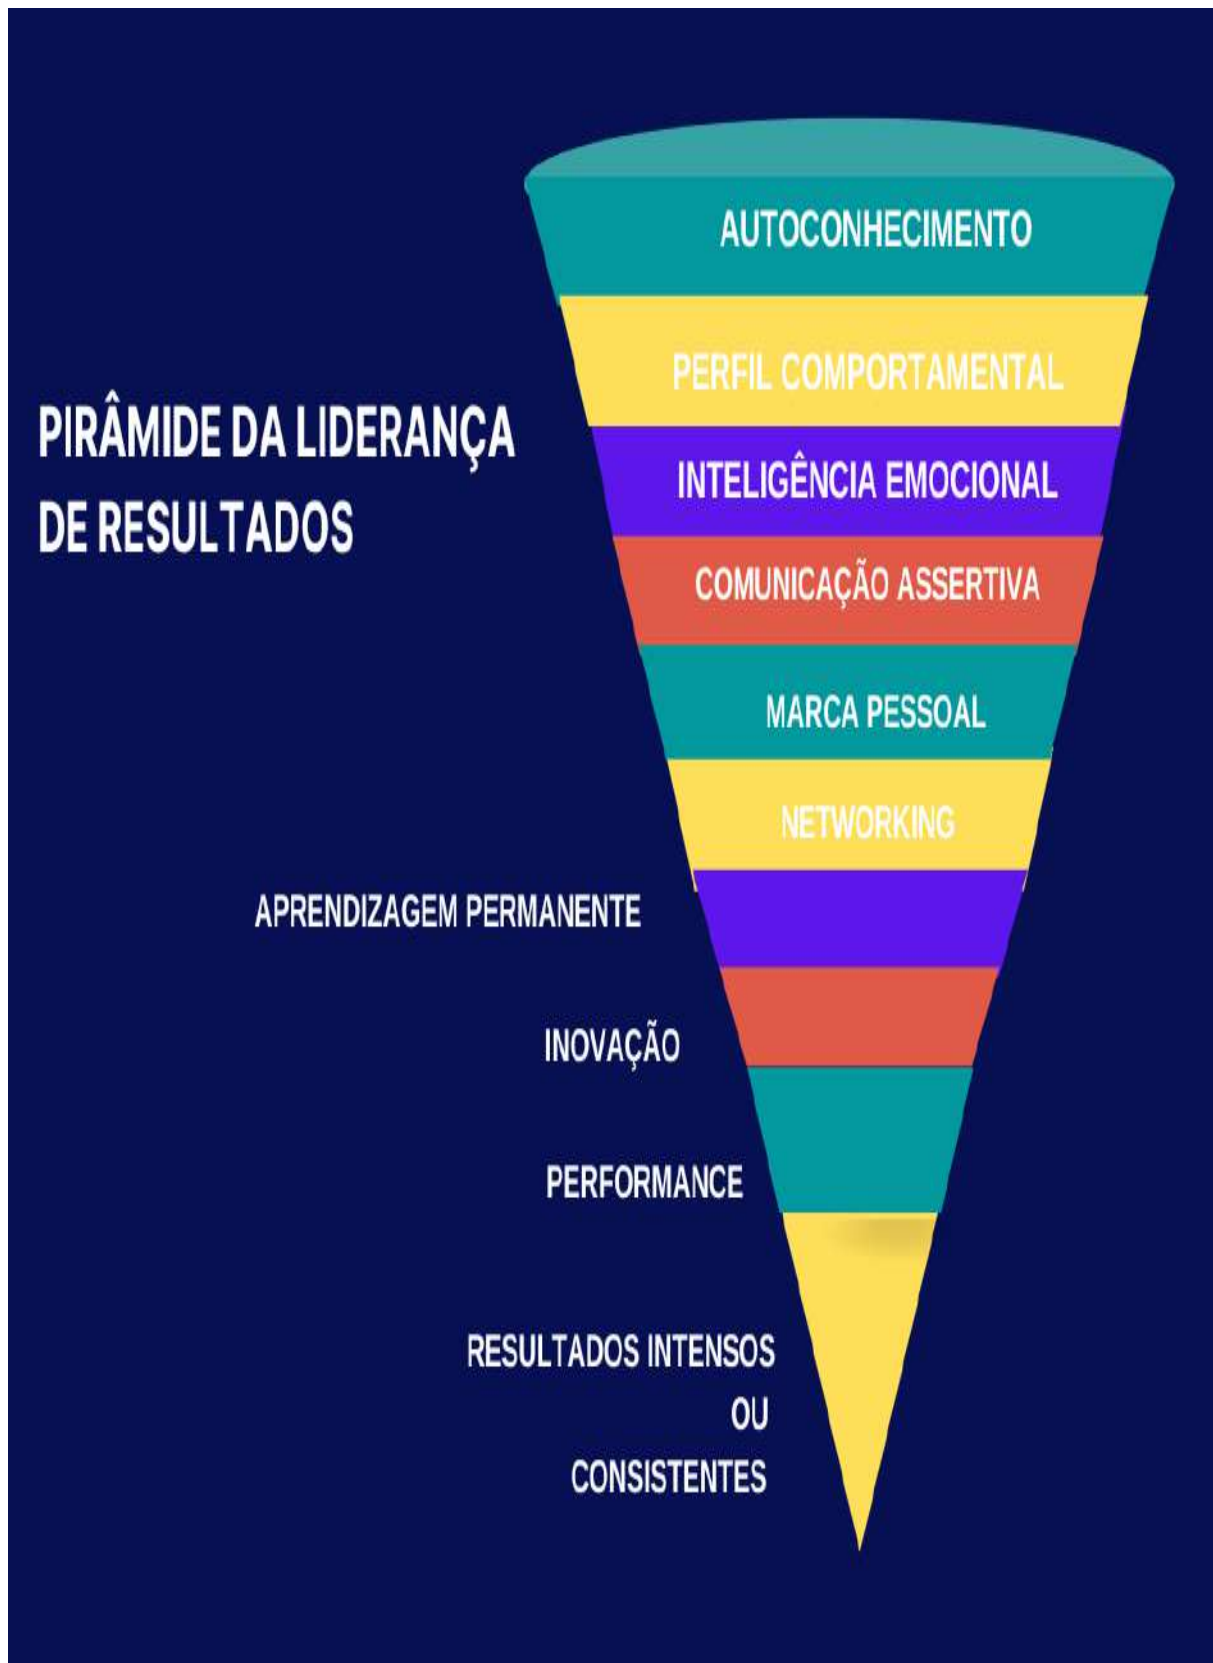 PIRÂMIDE DA LIDERANÇA
DE RESULTADOS
AUTOCONHECIMENTO
PERFIL COMPORTAMENTAL
INTELIGÊNCIA EMOCIONAL
COMUNICAÇÃO ASSERTIVA
MARCA PESSOAL
NETWORKING
APRENDIZAGEM PERMANENTE
INOVAÇÃO
PERFORMANCE
RESULTADOS INTENSOS
OU
CONSISTENTES